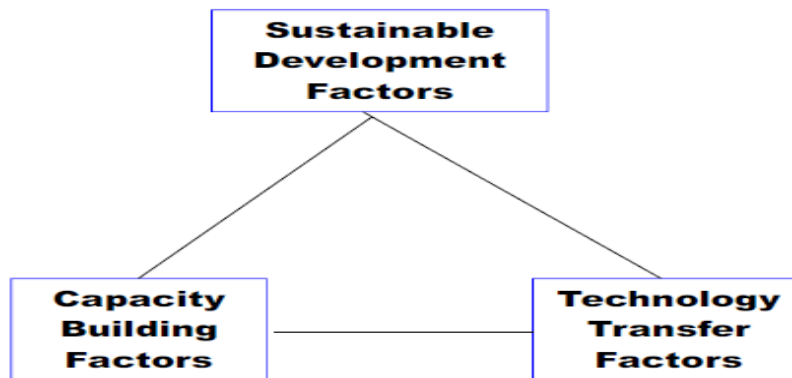 Sustainable
Development
Factors
Capacity
Building
Factors
Technology
Transfer
Factors